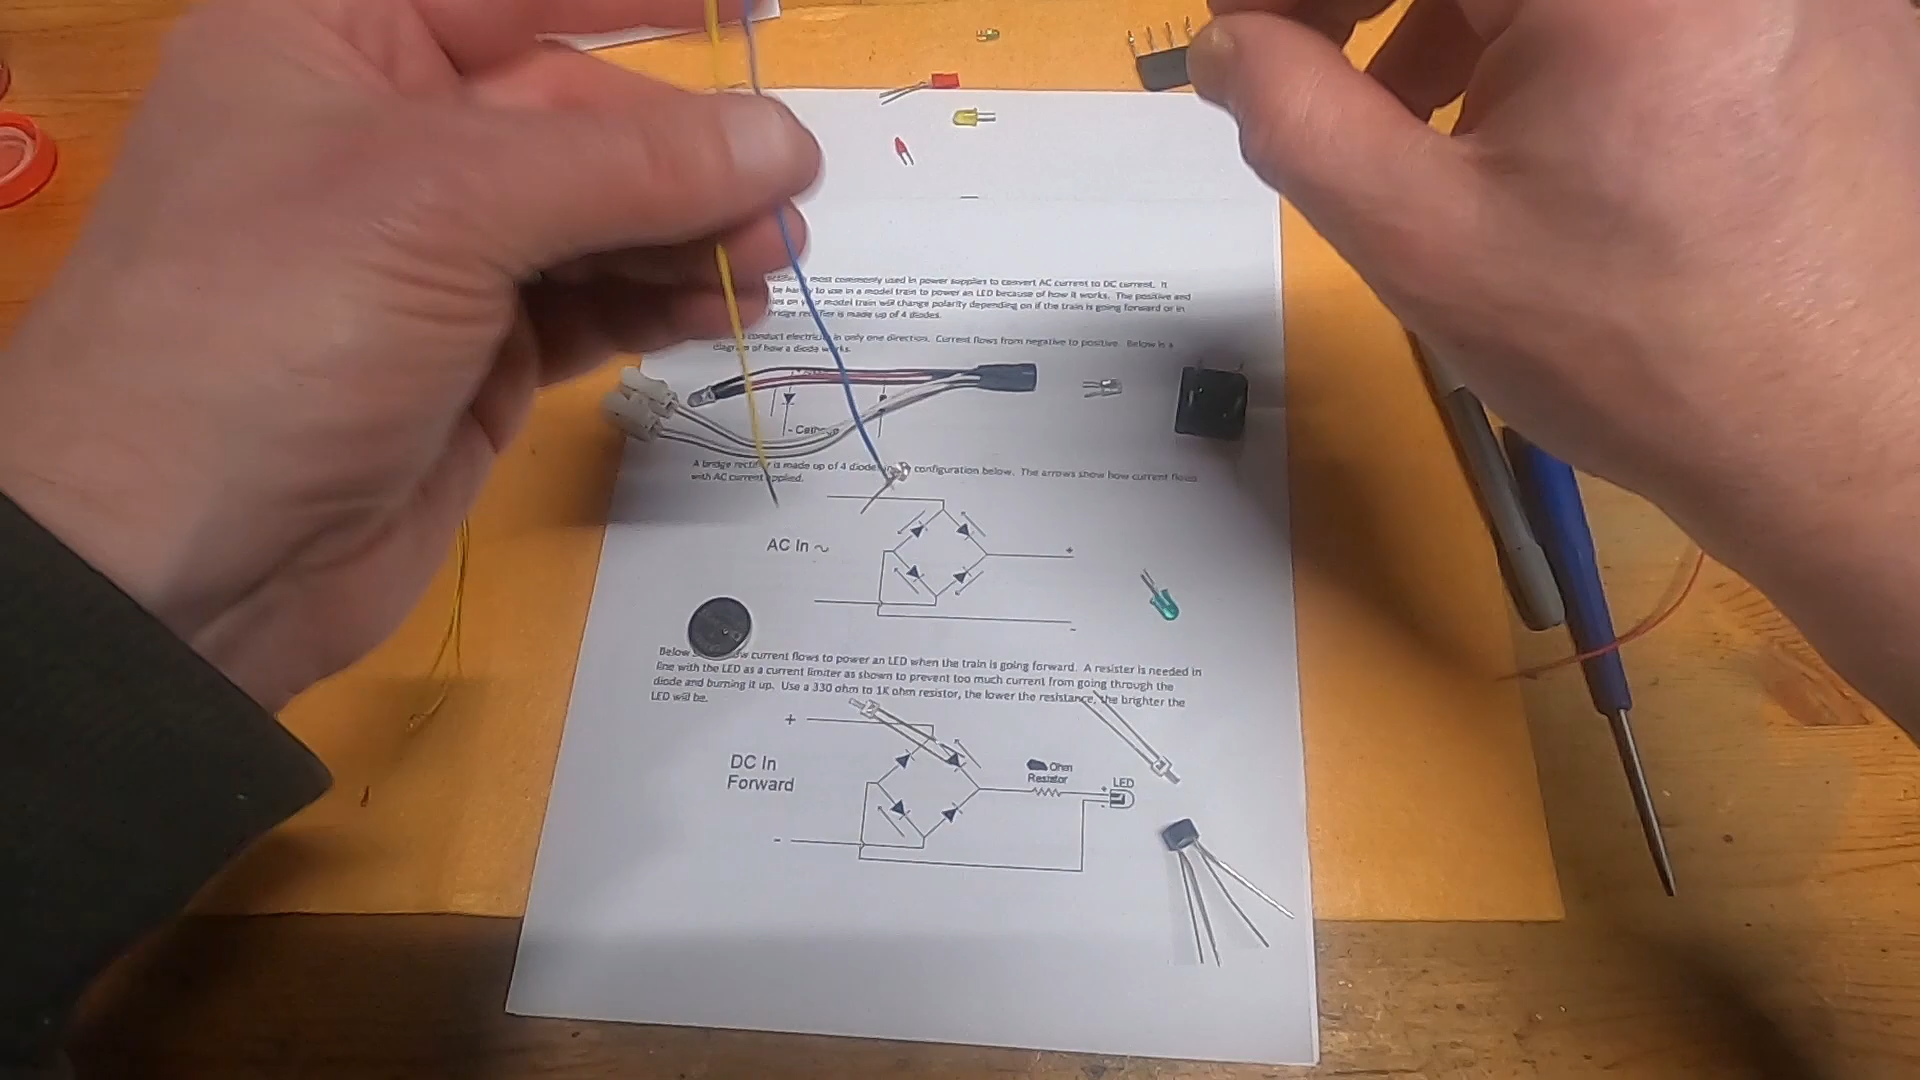 most commonly used in power supplies to convert AC current to DC current. It
to use in a model train to power an LED because of how it works. The positive and
on model train will change polarity depending on if the train is going forward or in
bridge rectifier is made up of 4 diodes.
conduct electricity in only one direction. Current flows from negative to positive. Below is a
diagram of how a diode works.
- Cathode
A bridge rectifier is made up of 4 diodes in configuration below. The arrows show how current flows
with AC current applied.
AC In ~
+
-
Below current flows to power an LED when the train is going forward. A resister is needed in
line with the LED as a current limiter as shown to prevent too much current from going through the
diode and burning it up. Use a 330 ohm to 1K ohm resistor, the lower the resistance, the brighter the
LED will be.
+
DC In
Forward
-
Ohm
Resistor
LED
+
-